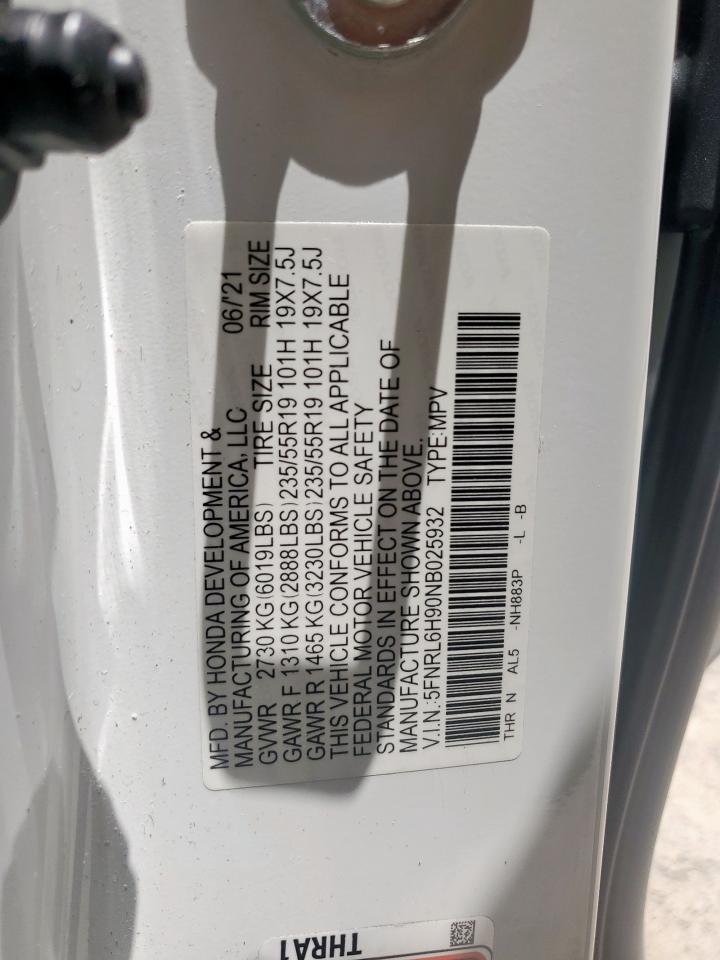 MFD. BY HONDA DEVELOPMENT &
MANUFACTURING OF AMERICA, LLC 06/'21
GVWR 2730 KG(6019LBS) TIRE SIZE RIM SIZE
GAWR F 1310 KG(2888LBS)235/55R19 101H 19X7.5J
GAWR R 1465 KG(3230LBS)235/55R19 101H 19X7.5J
THIS VEHICLE CONFORMS TO ALL APPLICABLE
FEDERAL MOTOR VEHICLE SAFETY
STANDARDS IN EFFECT ON THE DATE OF
MANUFACTURE SHOWN ABOVE.
V.I.N.:5FNRL6H90NB025932 TYPE:MPV
THR N AL5 -NH883P -L -B
THRA1